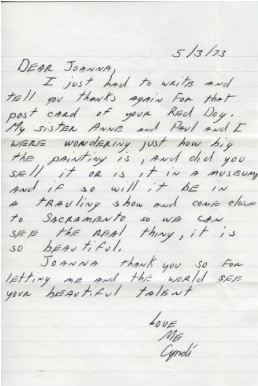 5/3/73
DEAR JOANNA,
I just had to write and
tell you thanks again for that
post card of your Red Dog.
My sister Anne and Paul and I
were wondering just how big
the painting is, and did you
sell it or is it in a museum,
and if so will it be in
a travling show and come close
to Sacramento so we can
see the real thing, it is
so beautiful.
Joanna thank you so for
letting me and the world see
your beautiful talent
Love
Me
Cyndi